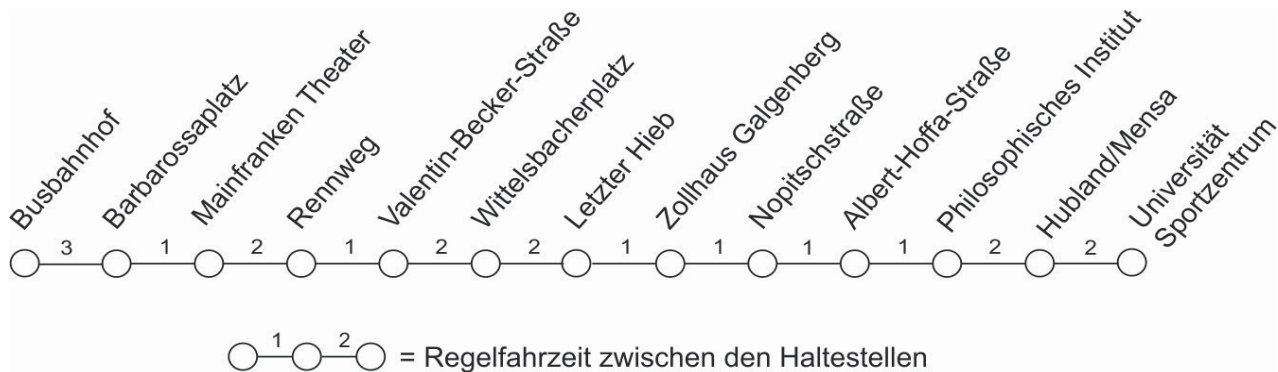 Busbahnhof
Barbarossaplatz
Mainfranken Theater
Rennweg
Valentin-Becker-Straße
Wittelsbacherplatz
Letzter Hieb
Zollhaus Galgenberg
Nopitschstraße
Albert-Hoffa-Straße
Philosophisches Institut
Hubland/Mensa
Universität
Sportzentrum
3 1 2 1 2 2 1 1 1 1 2 2
1 2 = Regelfahrzeit zwischen den Haltestellen